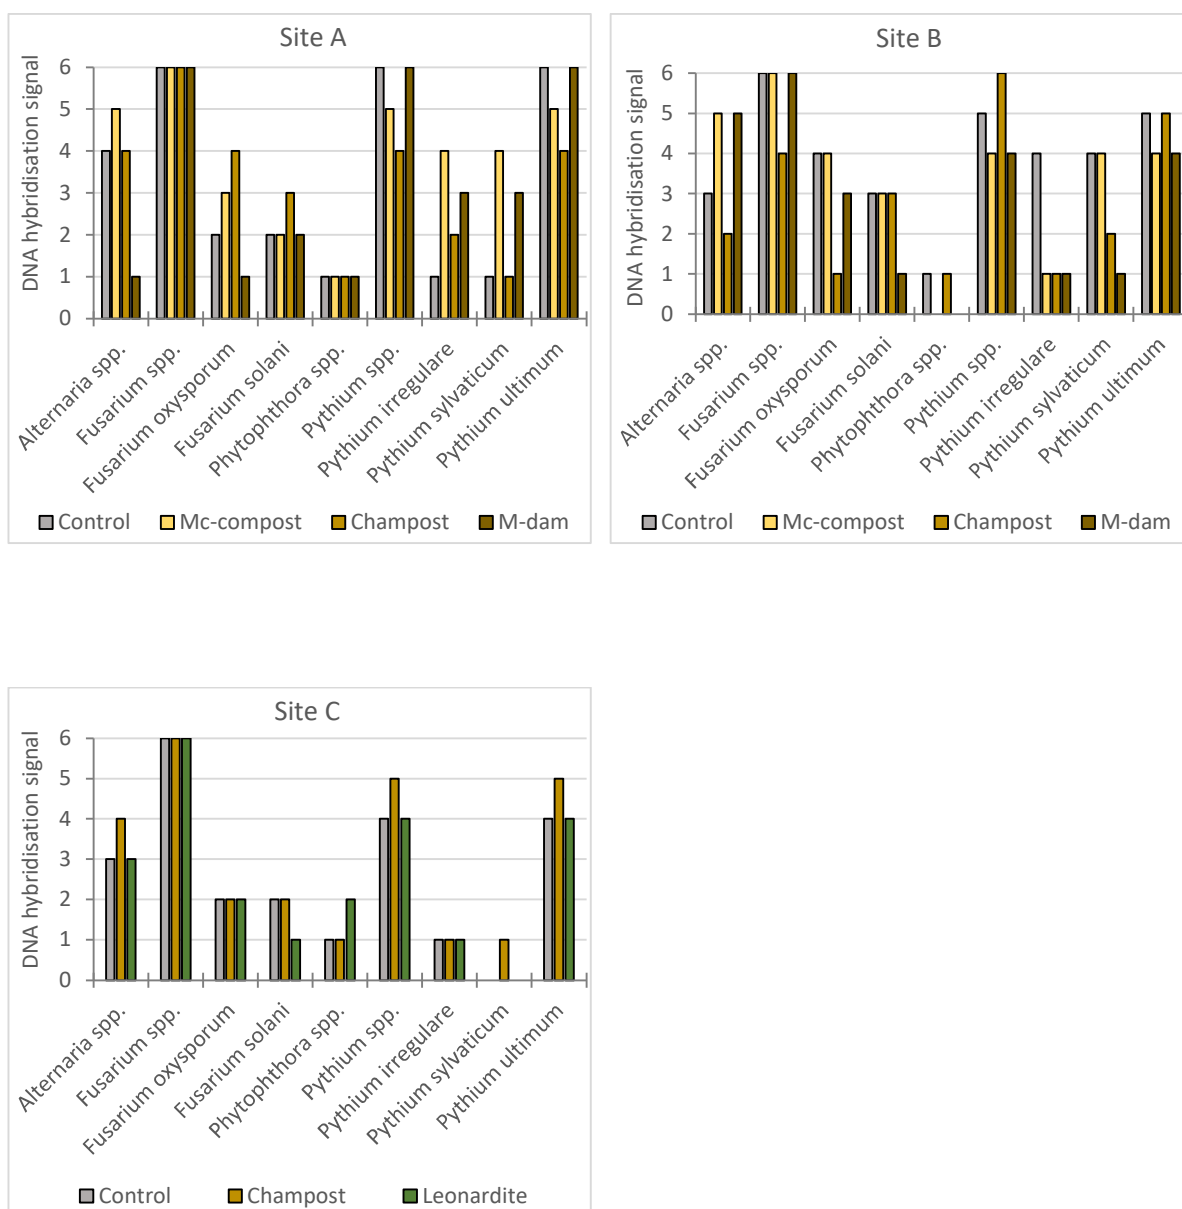 Site A
DNA hybridisation signal
6
5
4
3
2
1
0
Alternaria spp.
Fusarium spp.
Fusarium oxysporum
Fusarium solani
Phytophthora spp.
Pythium spp.
Pythium irregulare
Pythium sylvaticum
Pythium ultimum
Control Mc-compost Champost M-dam
Site B
DNA hybridisation signal
6
5
4
3
2
1
0
Alternaria spp.
Fusarium spp.
Fusarium oxysporum
Fusarium solani
Phytophthora spp.
Pythium spp.
Pythium irregulare
Pythium sylvaticum
Pythium ultimum
Control Mc-compost Champost M-dam
Site C
DNA hybridisation signal
6
5
4
3
2
1
0
Alternaria spp.
Fusarium spp.
Fusarium oxysporum
Fusarium solani
Phytophthora spp.
Pythium spp.
Pythium irregulare
Pythium sylvaticum
Pythium ultimum
Control Champost Leonardite